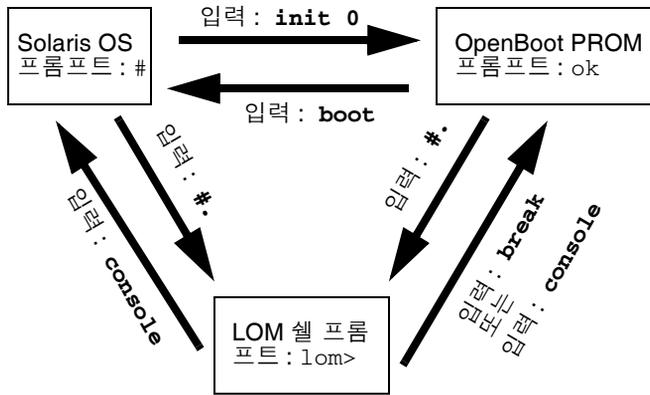 입력 : init 0
Solaris OS
프롬프트 : #
OpenBoot PROM
프롬프트 : ok
입력 : boot
입력 : #.
입력 : #.
입력 : console
입력 : break
또는
입력 : console
LOM 쉘 프롬
프트 : lom>